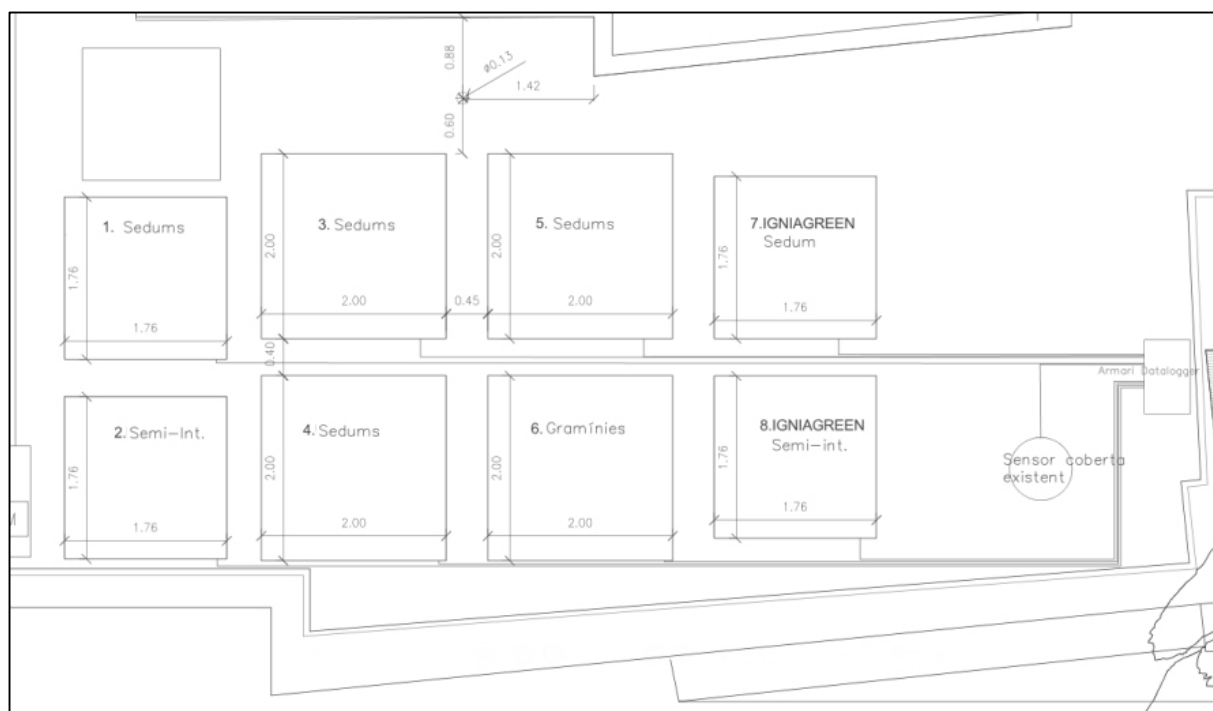 0.88
ø0.13
1.42
0.60
1. Sedums
3. Sedums
5. Sedums
7.IGNIAGREEN
Sedum
1.76
2.00
2.00
1.76
1.76
2.00
0.45
2.00
1.76
0.40
Armari Datalogger
2. Semi-Int.
4. Sedums
6. Gramínies
8.IGNIAGREEN
Semi-int.
Sensor coberta
existent
1.76
2.00
2.00
1.76
1.76
2.00
2.00
1.76
M